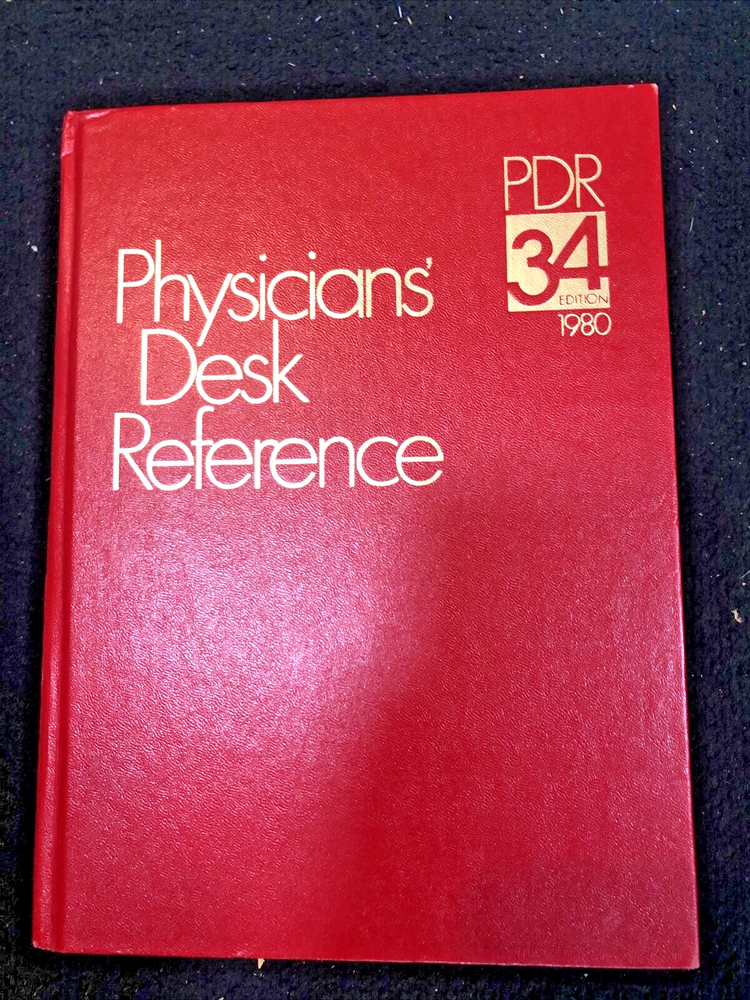 PDR
34
EDITION
1980
Physicians'
Desk
Reference